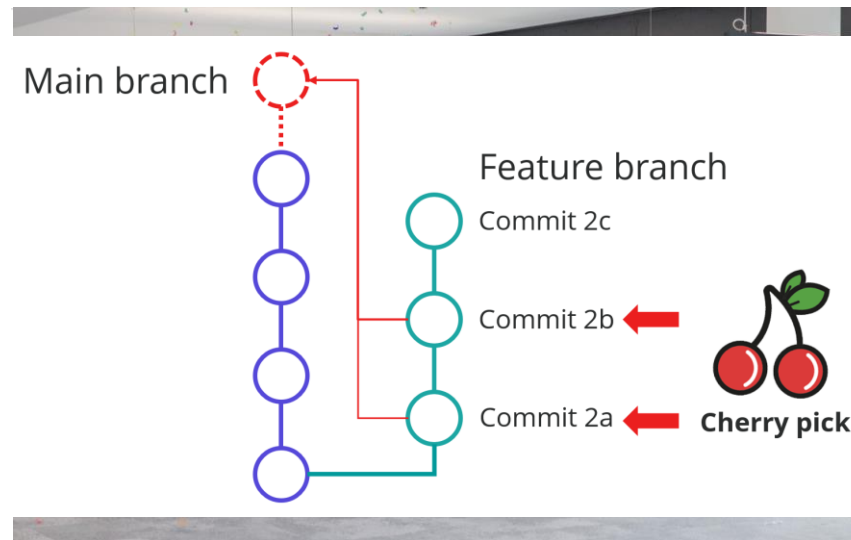 Main branch
Feature branch
Commit 2c
Commit 2b
Commit 2a
Cherry pick